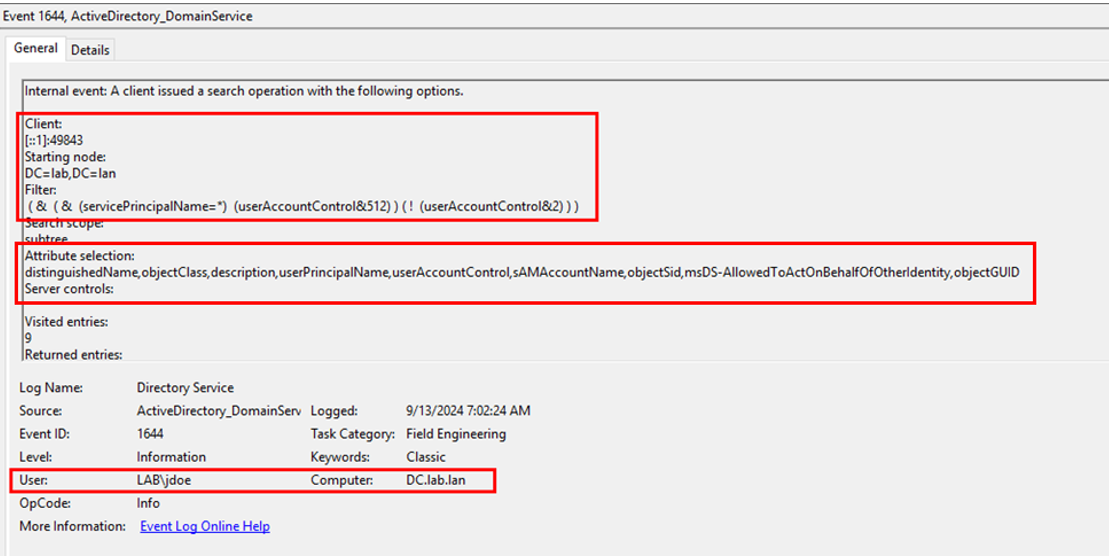 Event 1644, ActiveDirectory_DomainService
General Details
Internal event: A client issued a search operation with the following options.
Client:
[::1]:49843
Starting node:
DC=lab,DC=lan
Filter:
( & ( & (servicePrincipalName=*) (userAccountControl&512) ) ( ! (userAccountControl&2) ) )
Search scope:
subtree
Attribute selection:
distinguishedName,objectClass,description,userPrincipalName,userAccountControl,sAMAccountName,objectSid,msDS-AllowedToActOnBehalfOfOtherIdentity,objectGUID
Server controls:
Visited entries:
9
Returned entries:
Log Name: Directory Service
Source: ActiveDirectory_DomainServ Logged: 9/13/2024 7:02:24 AM
Event ID: 1644 Task Category: Field Engineering
Level: Information Keywords: Classic
User: LAB\jdoe Computer: DC.lab.lan
OpCode: Info
More Information: Event Log Online Help